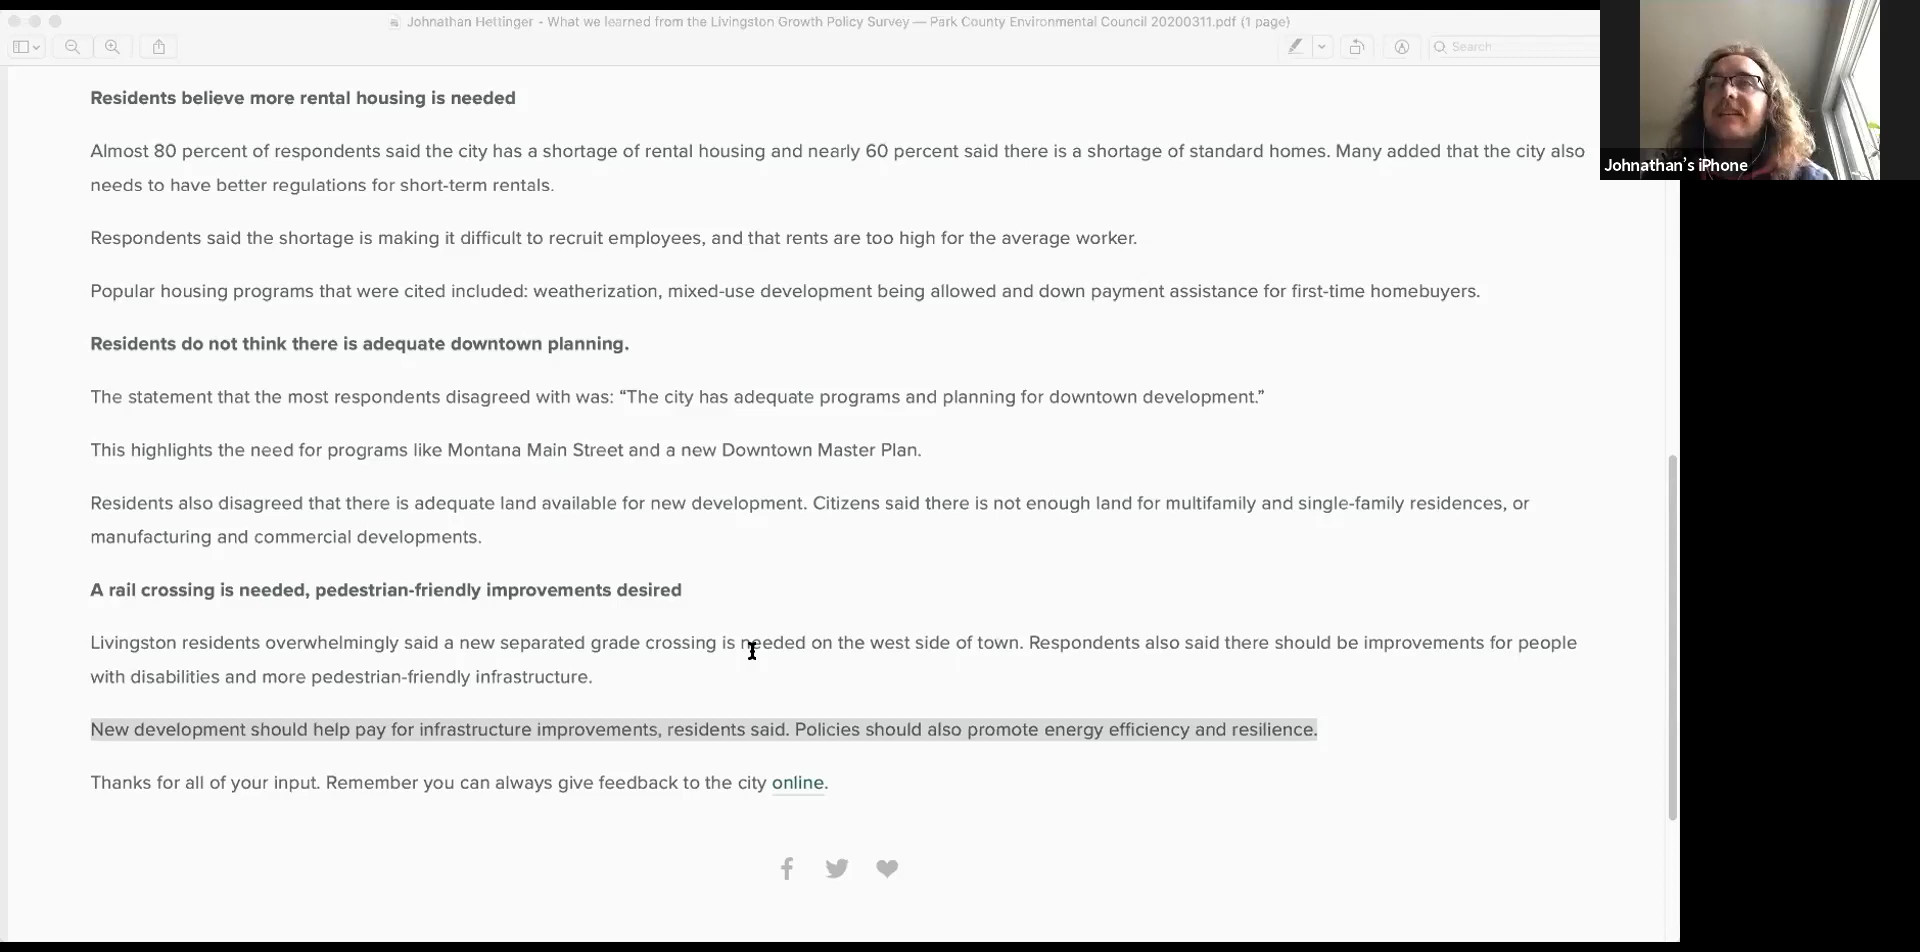 Johnathan Hettinger - What we learned from the Livingston Growth Policy Survey — Park County Environmental Council 20200311.pdf (1 page)
Search
Johnathan’s iPhone
Residents believe more rental housing is needed
Almost 80 percent of respondents said the city has a shortage of rental housing and nearly 60 percent said there is a shortage of standard homes. Many added that the city also
needs to have better regulations for short-term rentals.
Respondents said the shortage is making it difficult to recruit employees, and that rents are too high for the average worker.
Popular housing programs that were cited included: weatherization, mixed-use development being allowed and down payment assistance for first-time homebuyers.
Residents do not think there is adequate downtown planning.
The statement that the most respondents disagreed with was: “The city has adequate programs and planning for downtown development.”
This highlights the need for programs like Montana Main Street and a new Downtown Master Plan.
Residents also disagreed that there is adequate land available for new development. Citizens said there is not enough land for multifamily and single-family residences, or
manufacturing and commercial developments.
A rail crossing is needed, pedestrian-friendly improvements desired
Livingston residents overwhelmingly said a new separated grade crossing is needed on the west side of town. Respondents also said there should be improvements for people
with disabilities and more pedestrian-friendly infrastructure.
New development should help pay for infrastructure improvements, residents said. Policies should also promote energy efficiency and resilience.
Thanks for all of your input. Remember you can always give feedback to the city online.